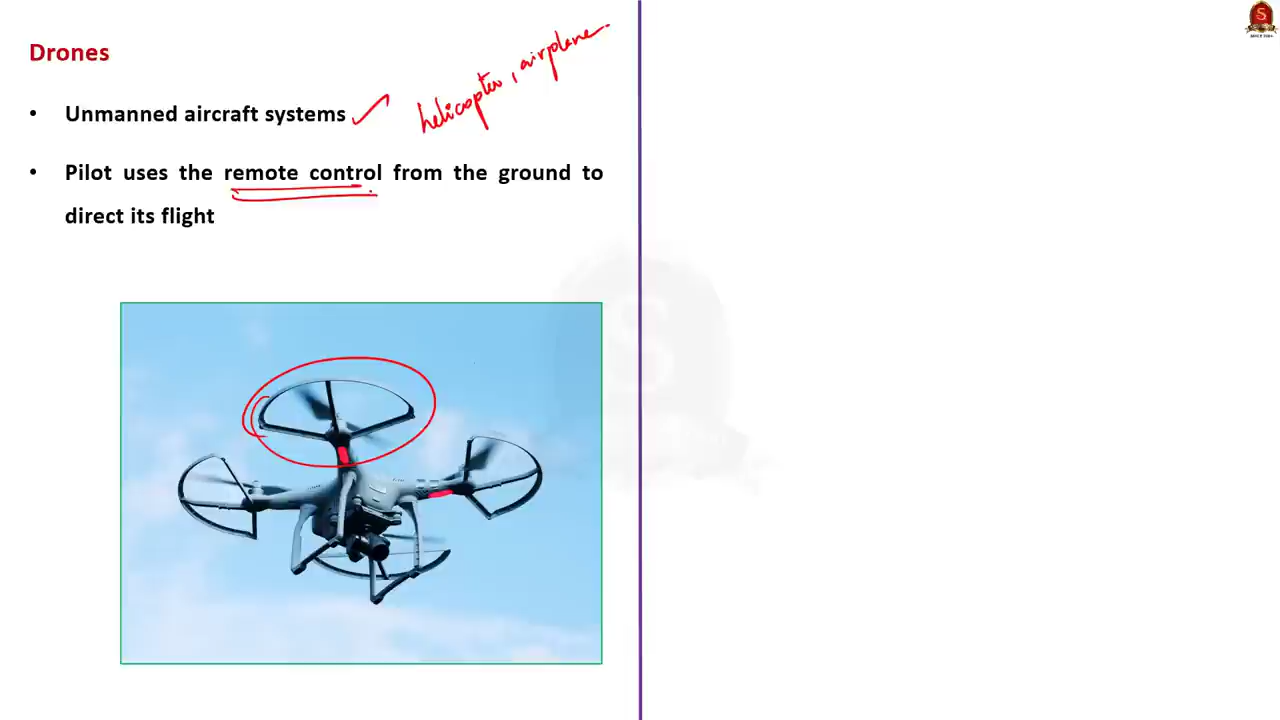 Drones
• Unmanned aircraft systems
helicopter, airplane
• Pilot uses the remote control from the ground to
direct its flight
S
S